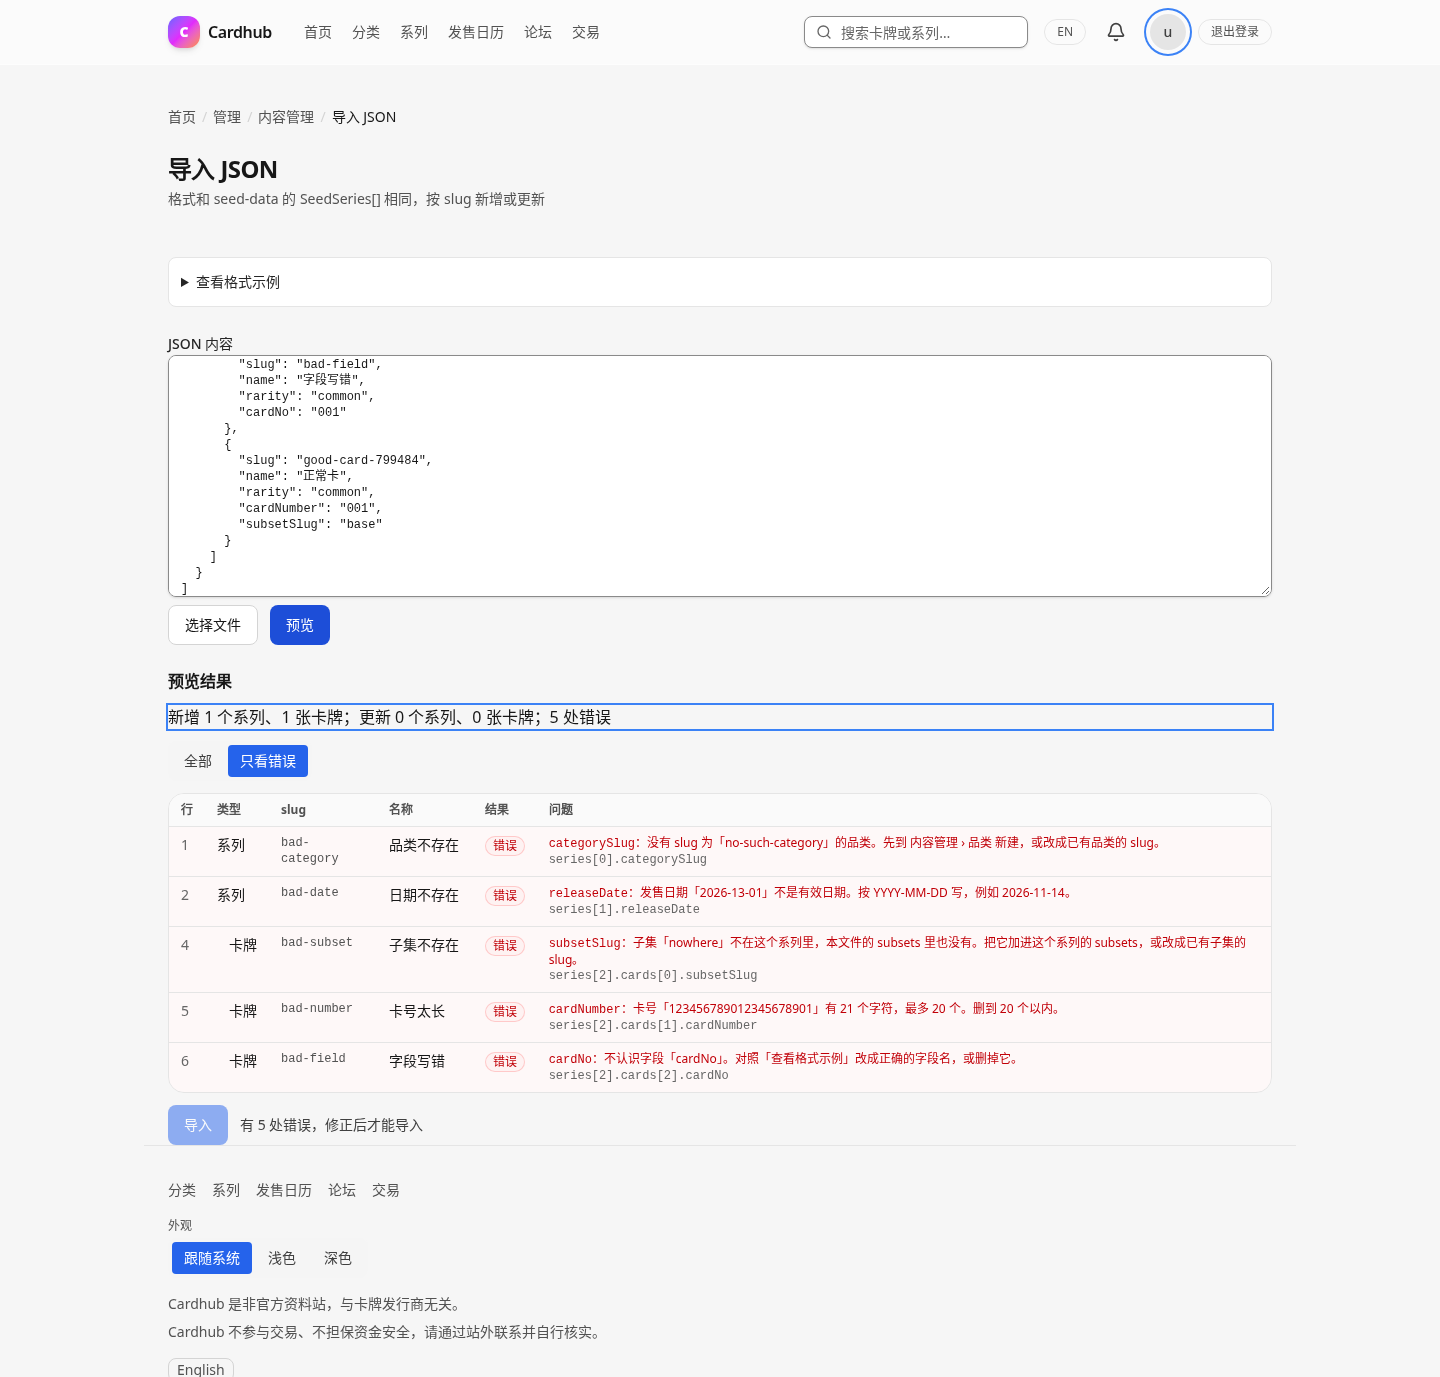 C Cardhub 首页 分类 系列 发售日历 论坛 交易 搜索卡牌或系列... EN u 退出登录
首页 / 管理 / 内容管理 / 导入 JSON
导入 JSON
格式和 seed-data 的 SeedSeries[] 相同，按 slug 新增或更新
▶ 查看格式示例
JSON 内容
"slug": "bad-field",
"name": "字段写错",
"rarity": "common",
"cardNo": "001"
},
{
"slug": "good-card-799484",
"name": "正常卡",
"rarity": "common",
"cardNumber": "001",
"subsetSlug": "base"
}
]
}
]
选择文件 预览
预览结果
新增 1 个系列、1 张卡牌；更新 0 个系列、0 张卡牌；5 处错误
全部 只看错误
行 类型 slug 名称 结果 问题
1 系列 bad-category 品类不存在 错误 categorySlug：没有 slug 为「no-such-category」的品类。先到 内容管理 › 品类 新建，或改成已有品类的 slug。
series[0].categorySlug
2 系列 bad-date 日期不存在 错误 releaseDate：发售日期「2026-13-01」不是有效日期。按 YYYY-MM-DD 写，例如 2026-11-14。
series[1].releaseDate
4 卡牌 bad-subset 子集不存在 错误 subsetSlug：子集「nowhere」不在这个系列里，本文件的 subsets 里也没有。把它加进这个系列的 subsets，或改成已有子集的
slug。
series[2].cards[0].subsetSlug
5 卡牌 bad-number 卡号太长 错误 cardNumber：卡号「123456789012345678901」有 21 个字符，最多 20 个。删到 20 个以内。
series[2].cards[1].cardNumber
6 卡牌 bad-field 字段写错 错误 cardNo：不认识字段「cardNo」。对照「查看格式示例」改成正确的字段名，或删掉它。
series[2].cards[2].cardNo
导入 有 5 处错误，修正后才能导入
分类 系列 发售日历 论坛 交易
外观
跟随系统 浅色 深色
Cardhub 是非官方资料站，与卡牌发行商无关。
Cardhub 不参与交易、不担保资金安全，请通过站外联系并自行核实。
English